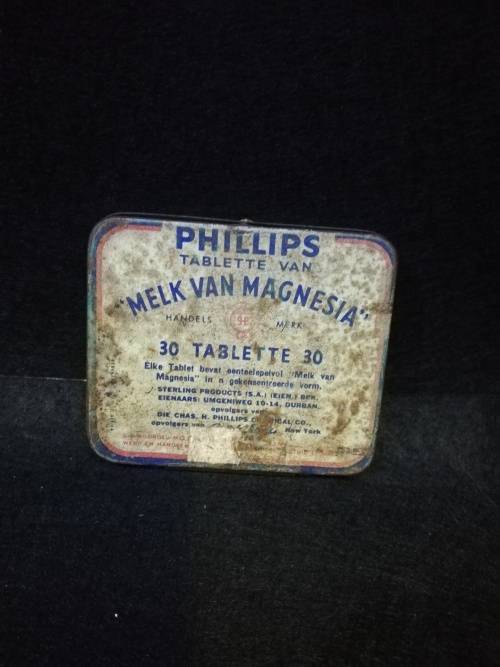 PHILLIPS
TABLETTE VAN
"MELK VAN MAGNESIA"
HANDELS MERK
30 TABLETTE 30
Elke Tablet bevat eenteelepelvol "Melk van
Magnesia" in n gekonsentreerde vorm.
STERLING PRODUCTS (S.A.) (EIEN.) BPK.
EIENAARS: UMGENIWEG 10-14, DURBAN.
opvolgers van
DIE CHAS. H. PHILLIPS CHEMICAL CO.,
opvolgers van New York